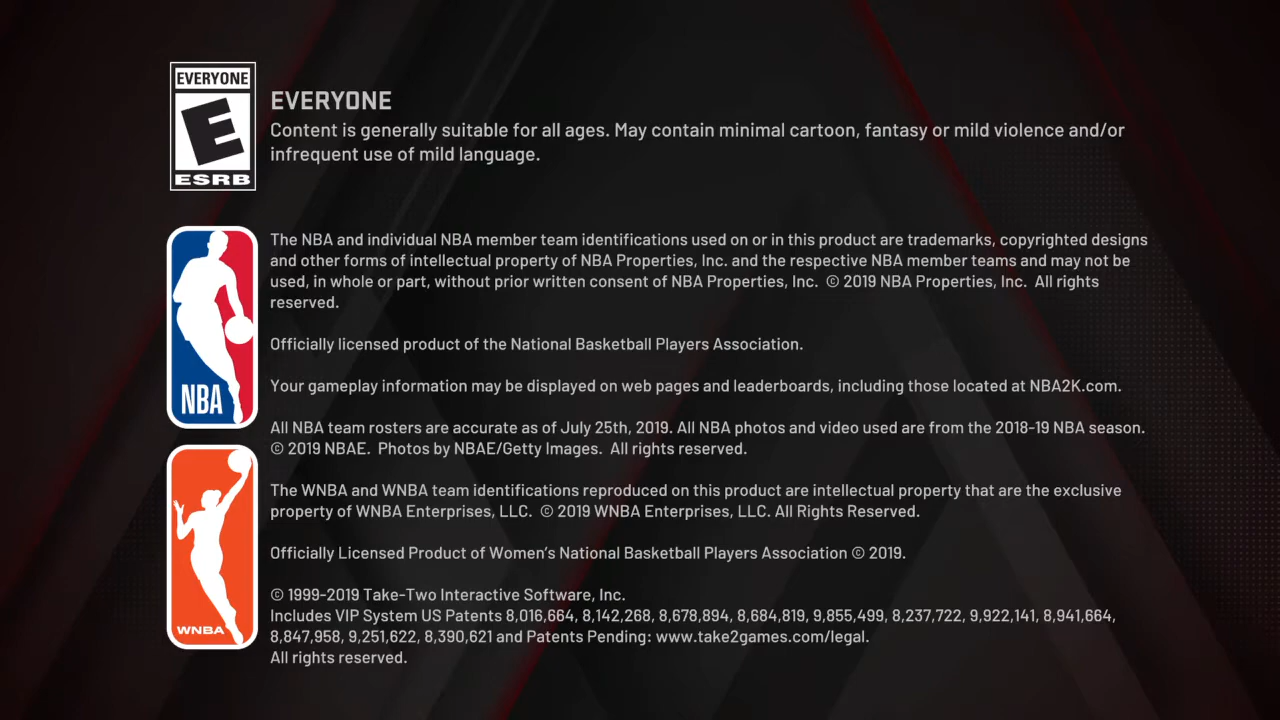 EVERYONE
E
ESRB
EVERYONE
Content is generally suitable for all ages. May contain minimal cartoon, fantasy or mild violence and/or
infrequent use of mild language.
The NBA and individual NBA member team identifications used on or in this product are trademarks, copyrighted designs
and other forms of intellectual property of NBA Properties, Inc. and the respective NBA member teams and may not be
used, in whole or part, without prior written consent of NBA Properties, Inc. © 2019 NBA Properties, Inc. All rights
reserved.
Officially licensed product of the National Basketball Players Association.
Your gameplay information may be displayed on web pages and leaderboards, including those located at NBA2K.com.
NBA
All NBA team rosters are accurate as of July 25th, 2019. All NBA photos and video used are from the 2018-19 NBA season.
© 2019 NBAE. Photos by NBAE/Getty Images. All rights reserved.
The WNBA and WNBA team identifications reproduced on this product are intellectual property that are the exclusive
property of WNBA Enterprises, LLC. © 2019 WNBA Enterprises, LLC. All Rights Reserved.
Officially Licensed Product of Women's National Basketball Players Association © 2019.
© 1999-2019 Take-Two Interactive Software, Inc.
Includes VIP System US Patents 8,016,664, 8,142,268, 8,678,894, 8,684,819, 9,855,499, 8,237,722, 9,922,141, 8,941,664,
8,847,958, 9,251,622, 8,390,621 and Patents Pending: www.take2games.com/legal.
All rights reserved.
WNBA